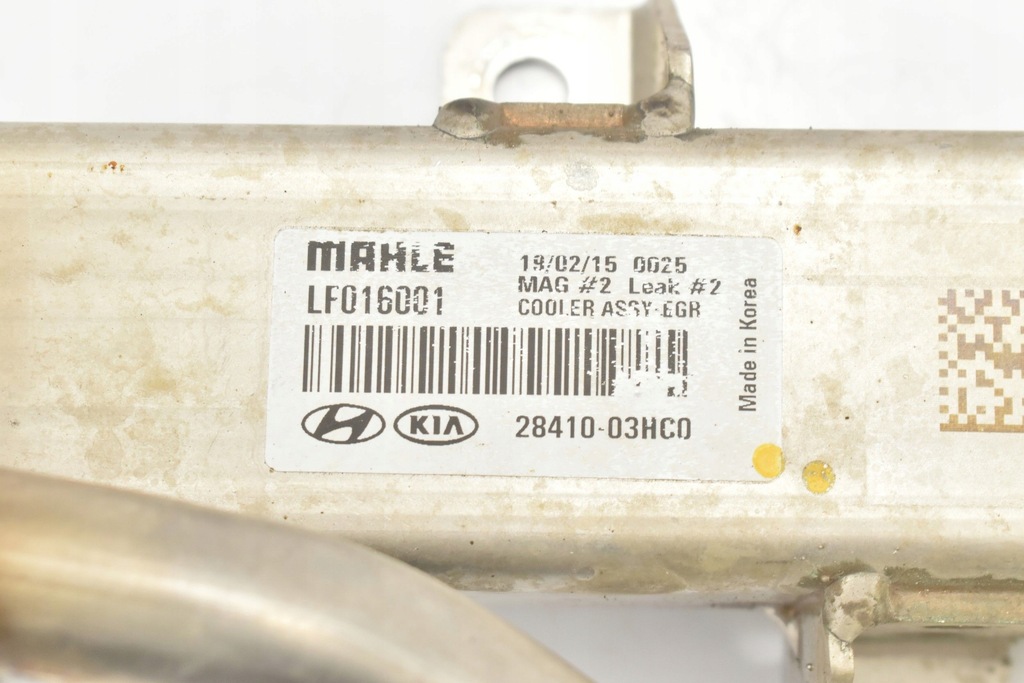 MAHLE
LF016001
19/02/15 0025
MAG #2 Leak #2
COOLER ASSY-EGR
KIA
28410-03HC0
Made in Korea